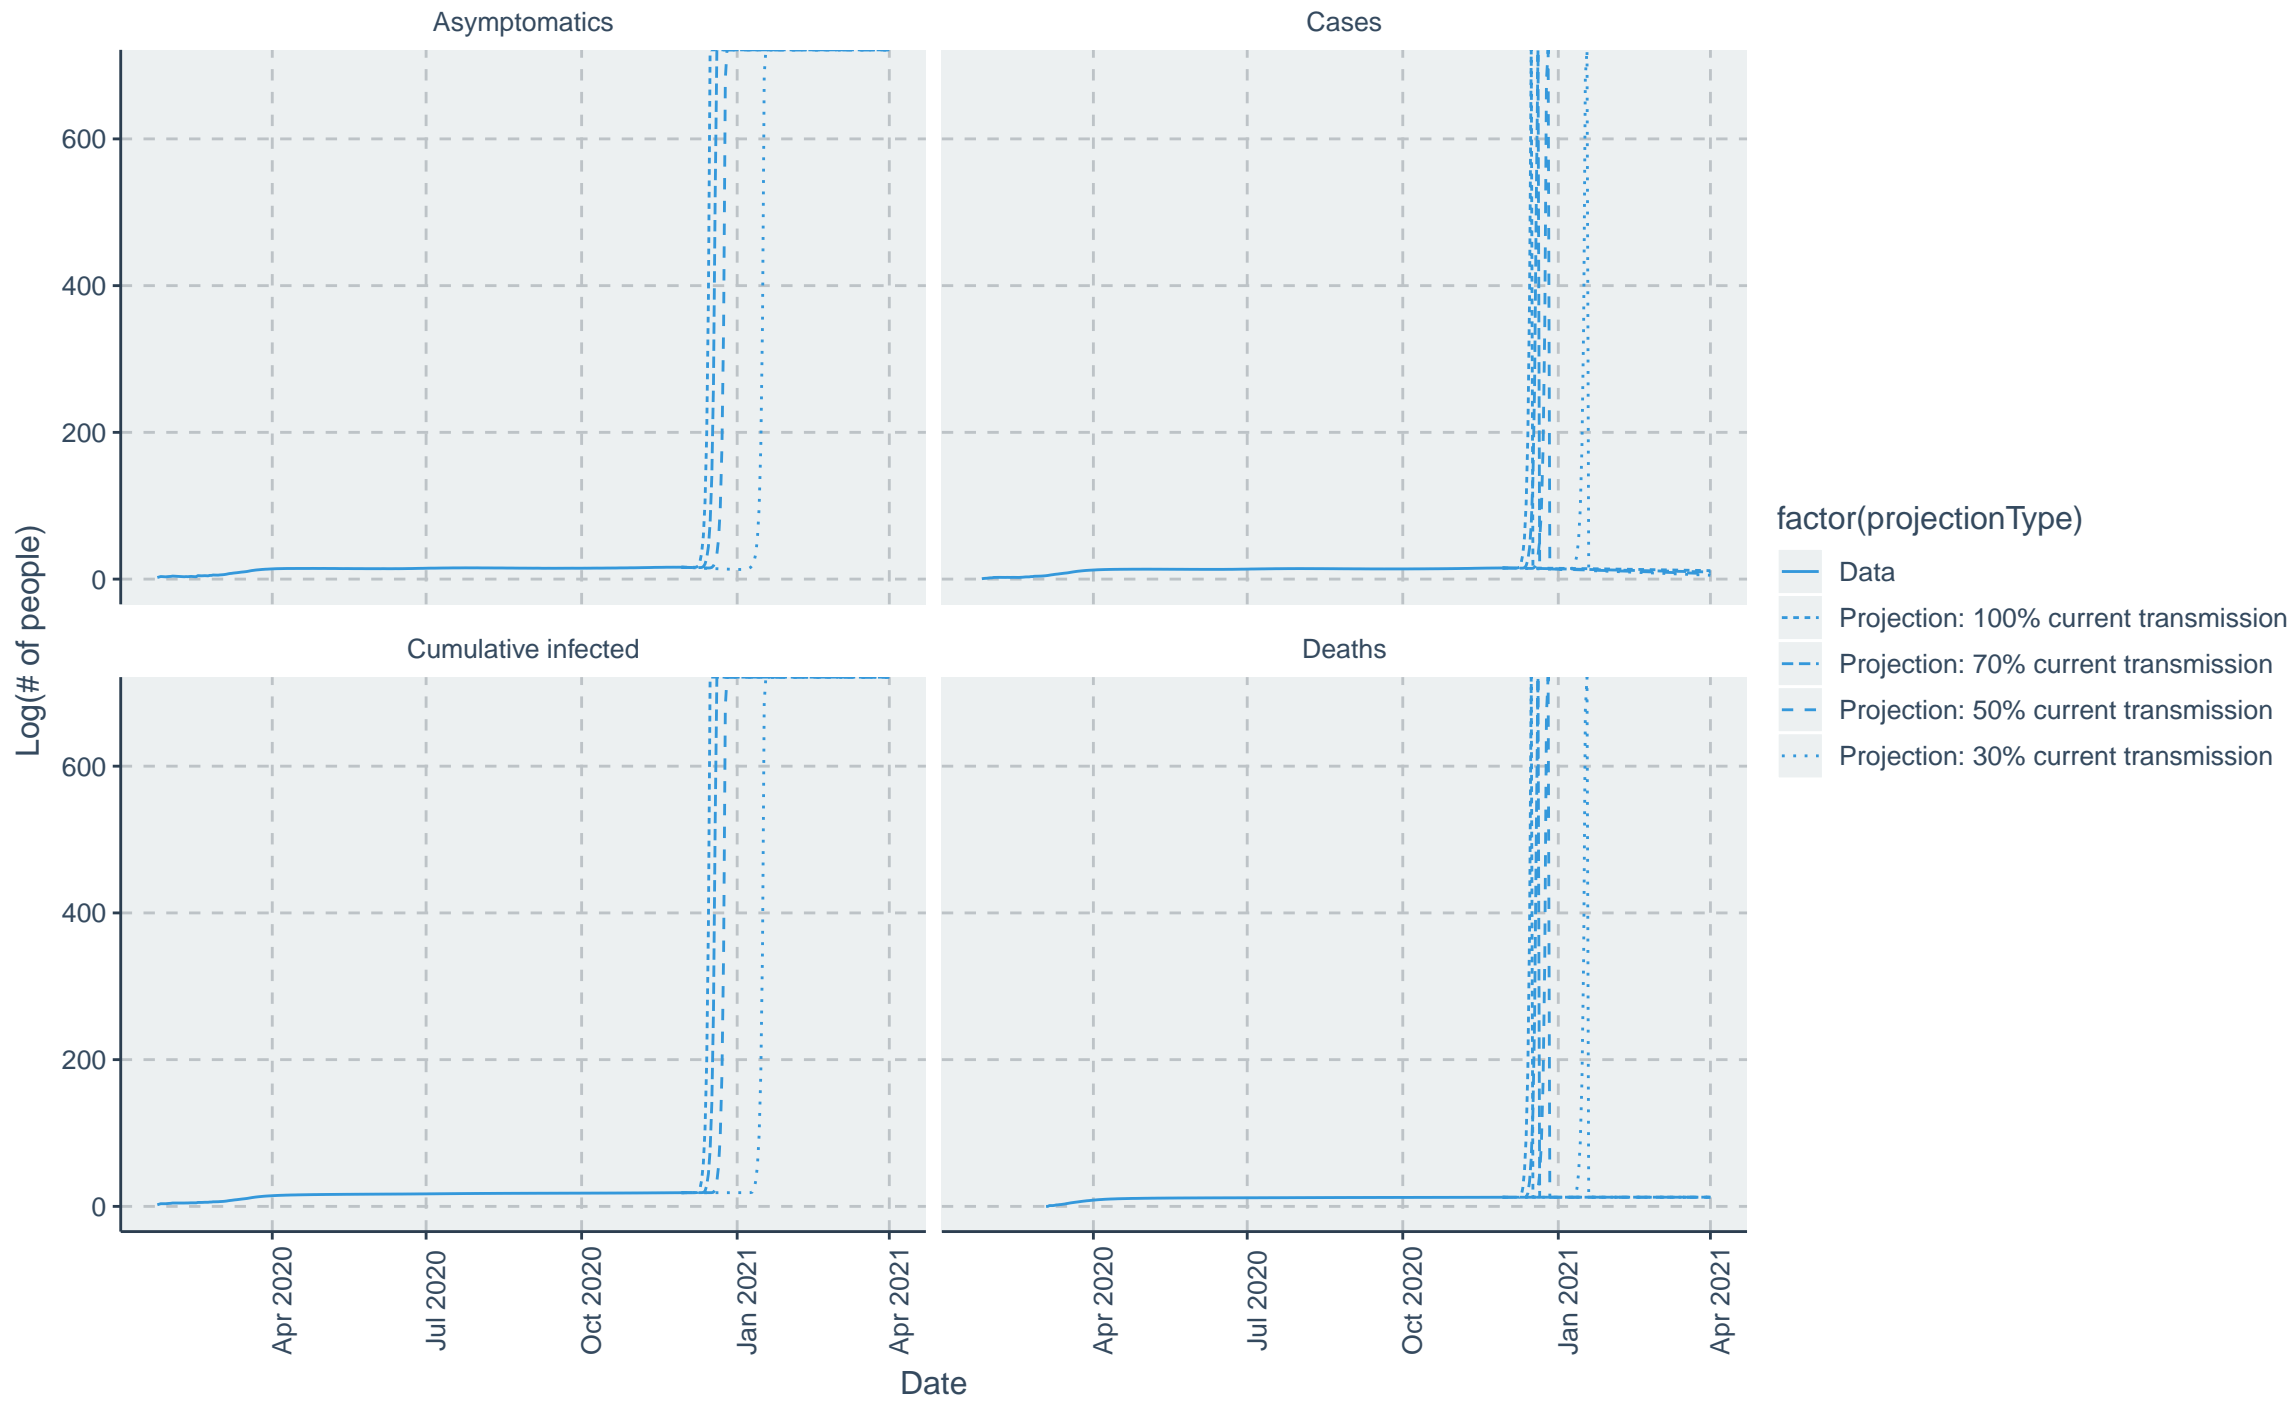 Asymptomatics
Cases
600
400
200
0
Cumulative infected
Deaths
600
400
200
0
Log(# of people)
Apr 2020
Jul 2020
Oct 2020
Jan 2021
Apr 2021
Apr 2020
Jul 2020
Oct 2020
Jan 2021
Apr 2021
Date
factor(projectionType)
Data
Projection: 100% current transmission
Projection: 70% current transmission
Projection: 50% current transmission
Projection: 30% current transmission